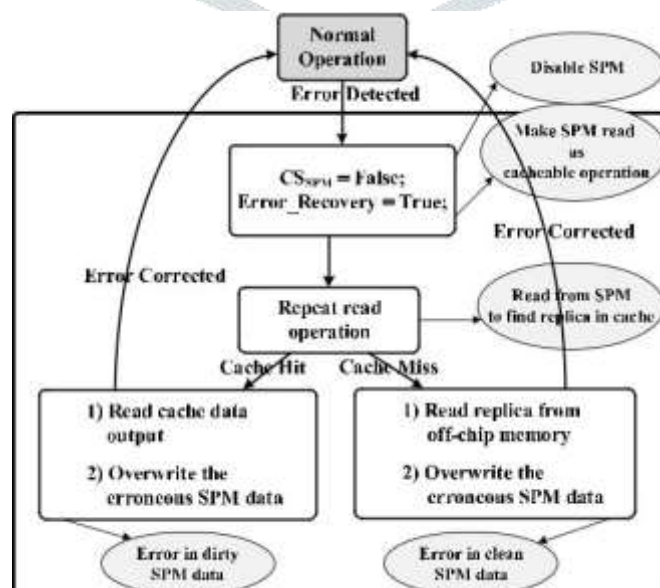 Normal
Operation
Disable SPM
Error Detected
Make SPM read
as
cacheable operation
CSSPM = False;
Error_Recovery = True;
Error Corrected
Error Corrected
Read from SPM
to find replica in cache
Repeat read
operation
Cache Hit
Cache Miss
1) Read cache data
output
2) Overwrite the
erroneous SPM data
1) Read replica from
off-chip memory
2) Overwrite the
erroneous SPM data
Error in dirty
SPM data
Error in clean
SPM data